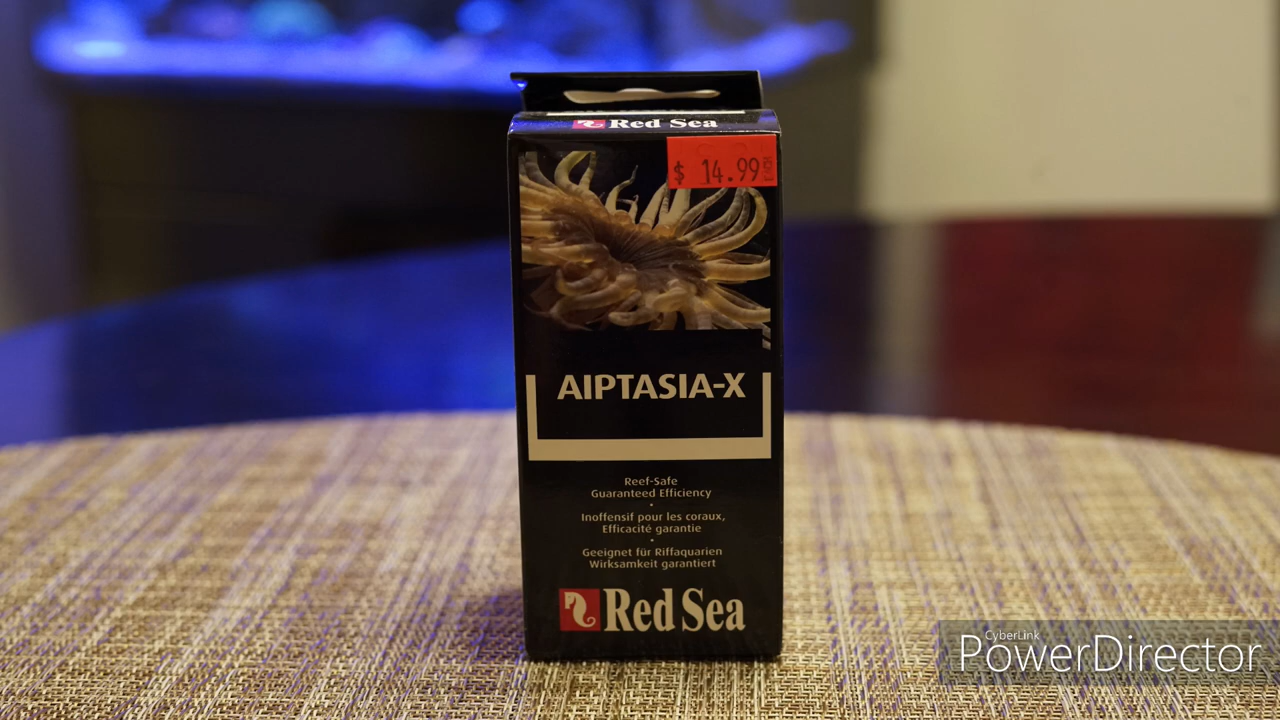 Red Sea
$ 14.99
AIPTASIA-X
Reef-Safe
Guaranteed Efficiency
Inoffensif pour les coraux,
Efficacité garantie
Geeignet für Riffaquarien
Wirksamkeit garantiert
Red Sea
CyberLink
PowerDirector